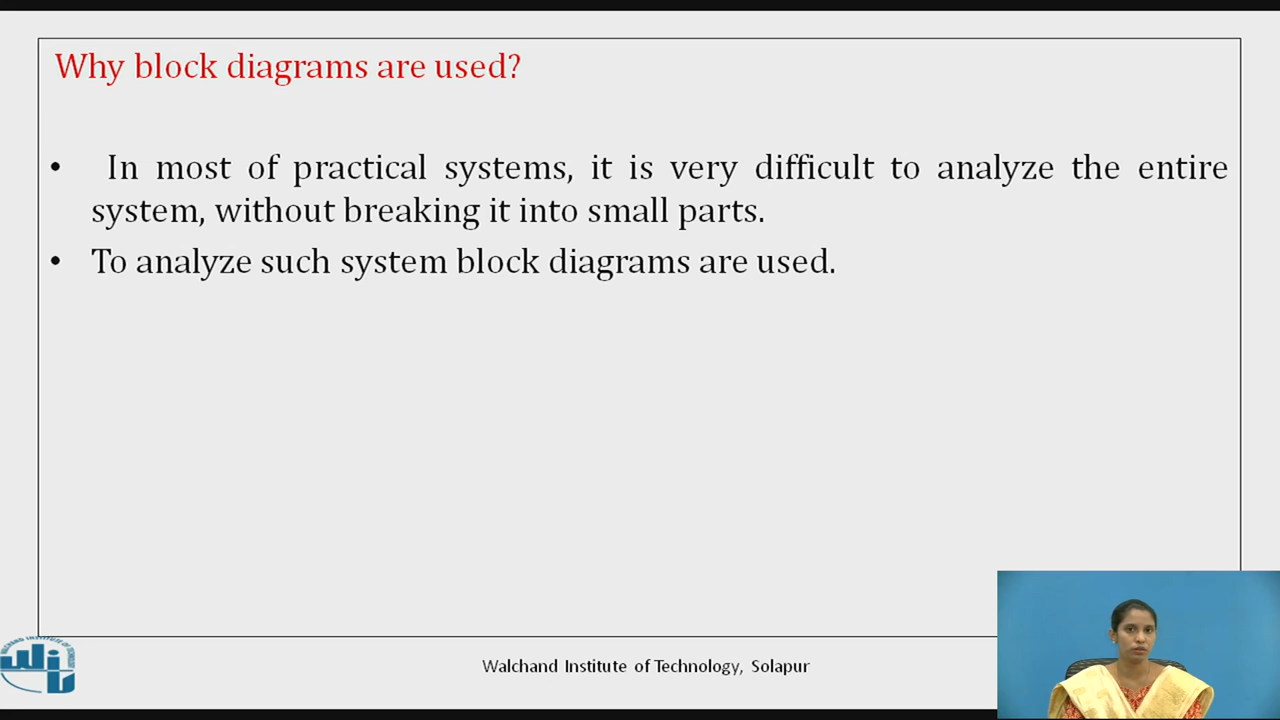 Why block diagrams are used?
• In most of practical systems, it is very difficult to analyze the entire
system, without breaking it into small parts.
• To analyze such system block diagrams are used.
Walchand Institute of Technology, Solapur